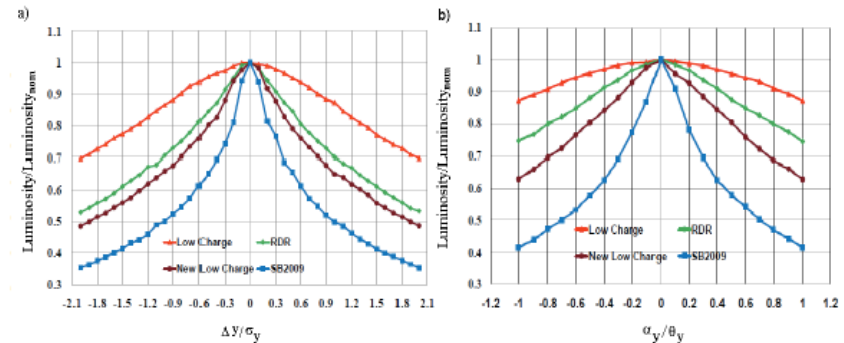 a)
Luminosity/Luminosity_nom
1.1
1
0.9
0.8
0.7
0.6
0.5
0.4
0.3
Low Charge
RDR
New Low Charge
SB2009
-2.1 -1.8 -1.5 -1.2 -0.9 -0.6 -0.3 0 0.3 0.6 0.9 1.2 1.5 1.8 2.1
Δy/σ_y
b)
Luminosity/Luminosity_nom
1.1
1
0.9
0.8
0.7
0.6
0.5
0.4
0.3
Low Charge
RDR
New Low Charge
SB2009
-1.2 -1 -0.8 -0.6 -0.4 -0.2 0 0.2 0.4 0.6 0.8 1 1.2
α_y/θ_y